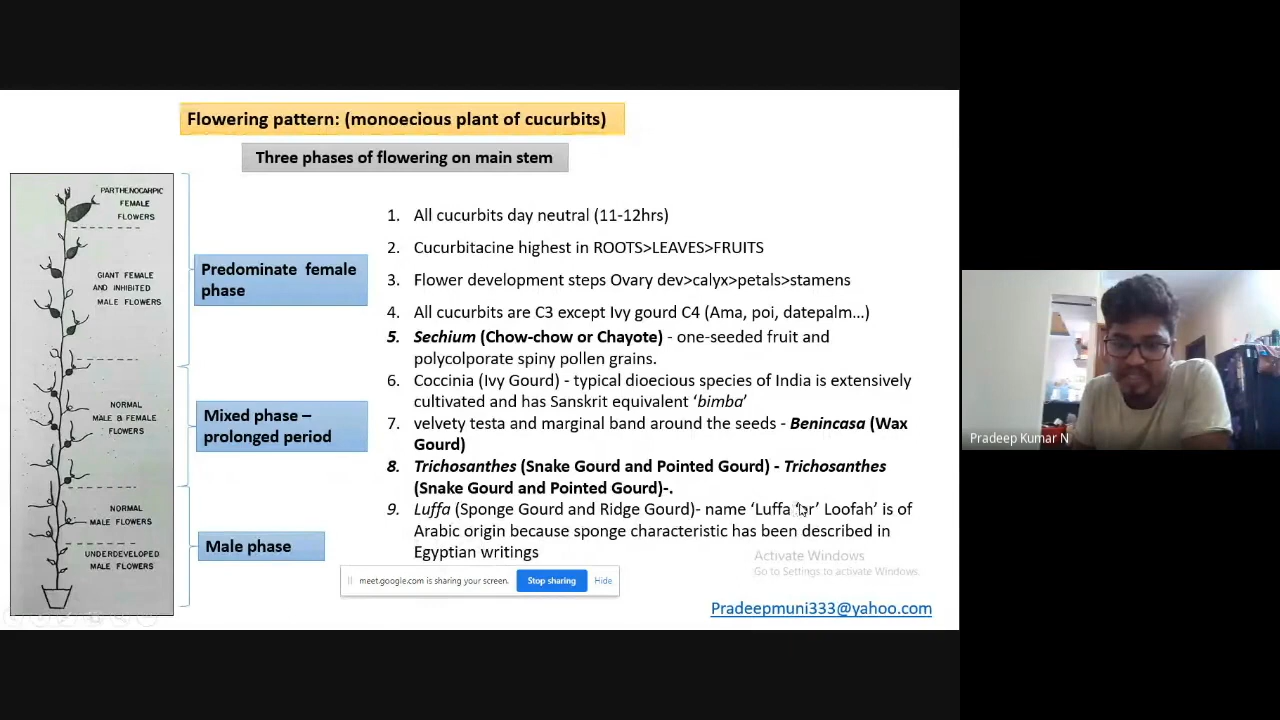 Flowering pattern: (monoecious plant of cucurbits)
Three phases of flowering on main stem
PARTHENOCARPIC
FEMALE
FLOWERS
GIANT FEMALE
AND INHIBITED
MALE FLOWERS
NORMAL
MALE & FEMALE
FLOWERS
NORMAL
MALE FLOWERS
UNDERDEVELOPED
MALE FLOWERS
Predominate female
phase
Mixed phase –
prolonged period
Male phase
1. All cucurbits day neutral (11-12hrs)
2. Cucurbitacine highest in ROOTS>LEAVES>FRUITS
3. Flower development steps Ovary dev>calyx>petals>stamens
4. All cucurbits are C3 except Ivy gourd C4 (Ama, poi, datepalm...)
5. Sechium (Chow-chow or Chayote) - one-seeded fruit and
polycolporate spiny pollen grains.
6. Coccinia (Ivy Gourd) - typical dioecious species of India is extensively
cultivated and has Sanskrit equivalent ‘bimba’
7. velvety testa and marginal band around the seeds - Benincasa (Wax
Gourd)
8. Trichosanthes (Snake Gourd and Pointed Gourd) - Trichosanthes
(Snake Gourd and Pointed Gourd)-.
9. Luffa (Sponge Gourd and Ridge Gourd)- name ‘Luffa ‘or’ Loofah’ is of
Arabic origin because sponge characteristic has been described in
Egyptian writings
Activate Windows
Go to Settings to activate Windows.
meet.google.com is sharing your screen.
Stop sharing
Hide
Pradeepmuni333@yahoo.com
Pradeep Kumar N